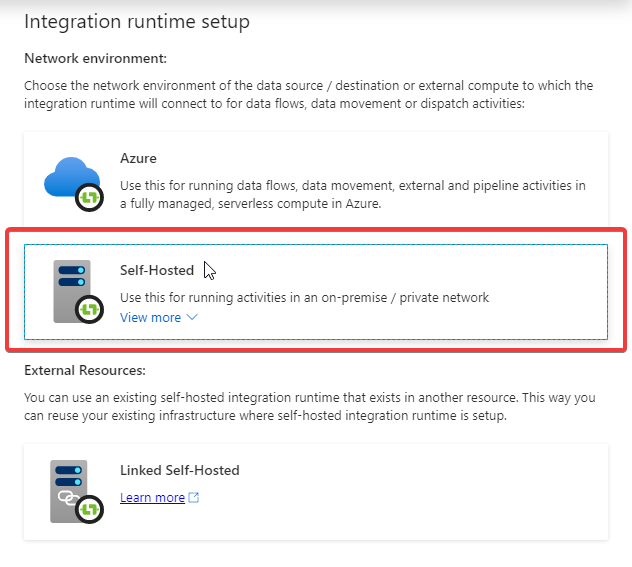 Integration runtime setup
Network environment:
Choose the network environment of the data source / destination or external compute to which the
integration runtime will connect to for data flows, data movement or dispatch activities:
Azure
Use this for running data flows, data movement, external and pipeline activities in
a fully managed, serverless compute in Azure.
Self-Hosted
Use this for running activities in an on-premise / private network
View more
External Resources:
You can use an existing self-hosted integration runtime that exists in another resource. This way you
can reuse your existing infrastructure where self-hosted integration runtime is setup.
Linked Self-Hosted
Learn more